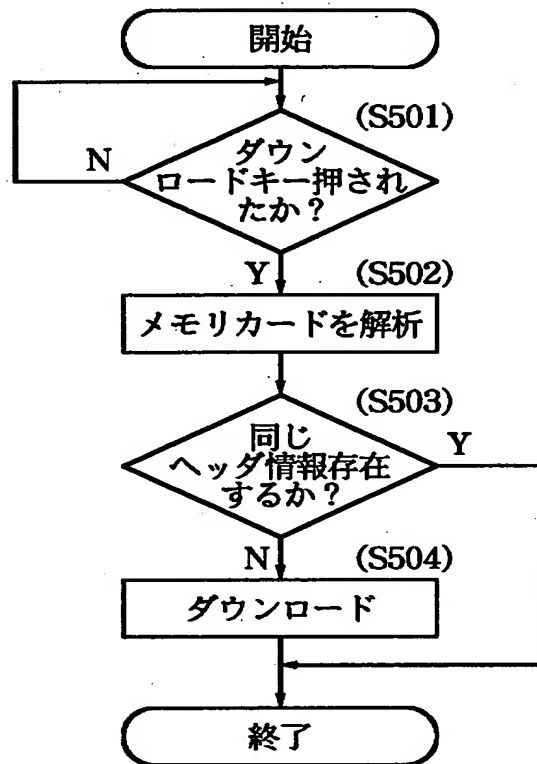 開始
(S501)
ダウン
ロードキー押され
たか？
N
Y
(S502)
メモリカードを解析
(S503)
同じ
ヘッダ情報存在
するか？
Y
N
(S504)
ダウンロード
終了